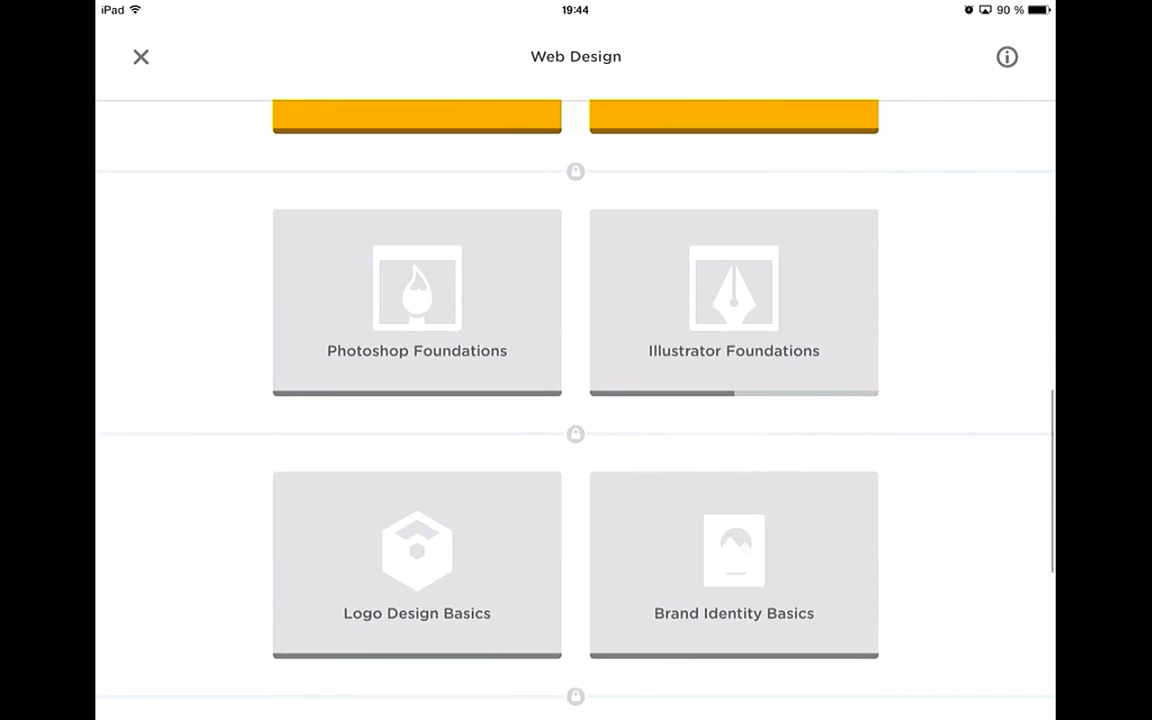 iPad 19:44 90 %
Web Design
Photoshop Foundations Illustrator Foundations
Logo Design Basics Brand Identity Basics